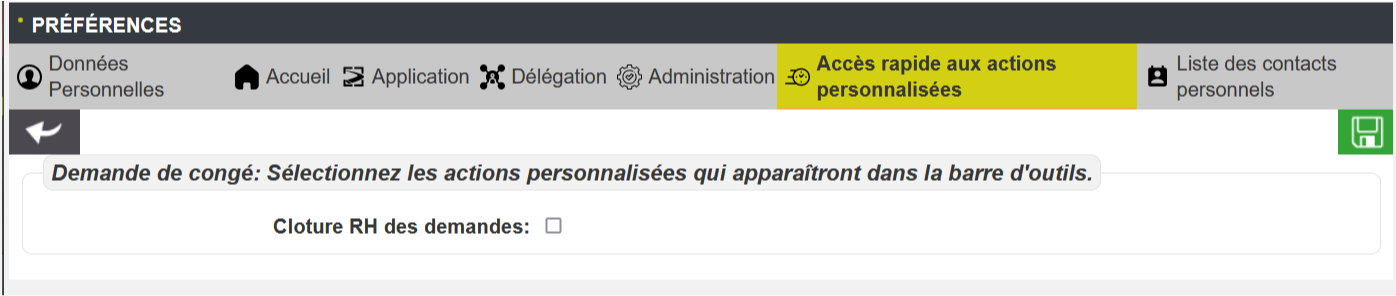 PRÉFÉRENCES
Données
Personnelles
Accueil
Application
Délégation
Administration
Accès rapide aux actions
personnalisées
Liste des contacts
personnels
Demande de congé: Sélectionnez les actions personnalisées qui apparaîtront dans la barre d'outils.
Cloture RH des demandes: